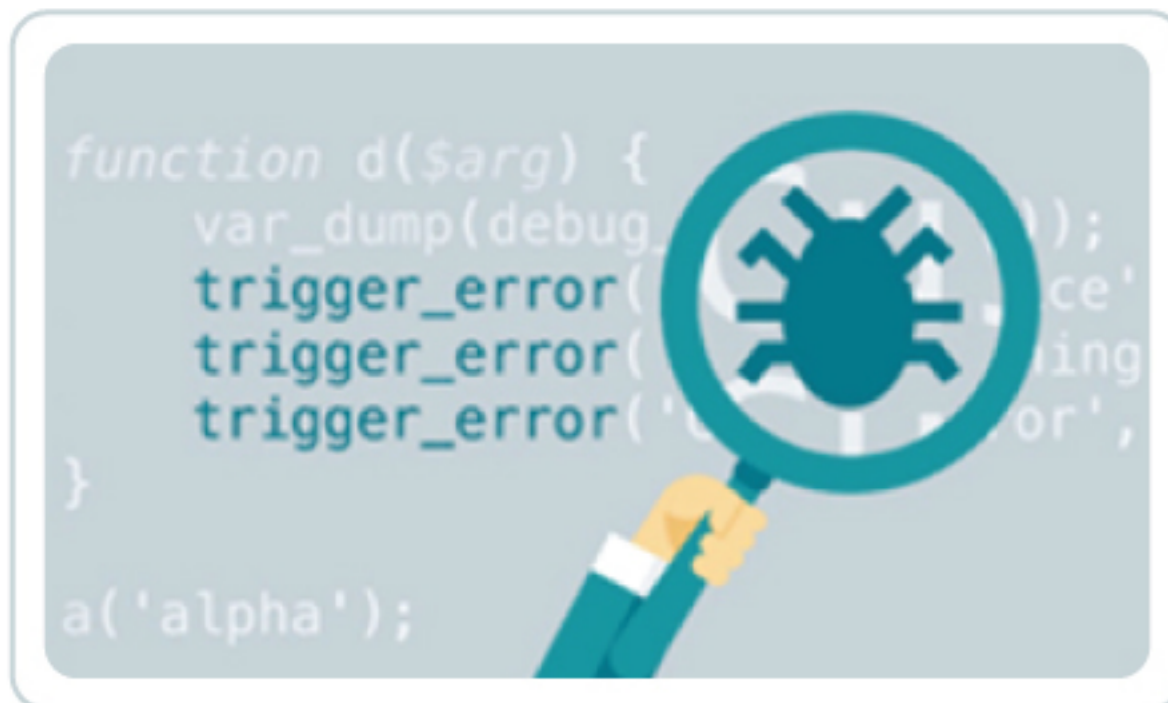 function d($arg) {
var_dump(debug_ ));
trigger_error(
trigger_error(
trigger_error('
}
a('alpha');